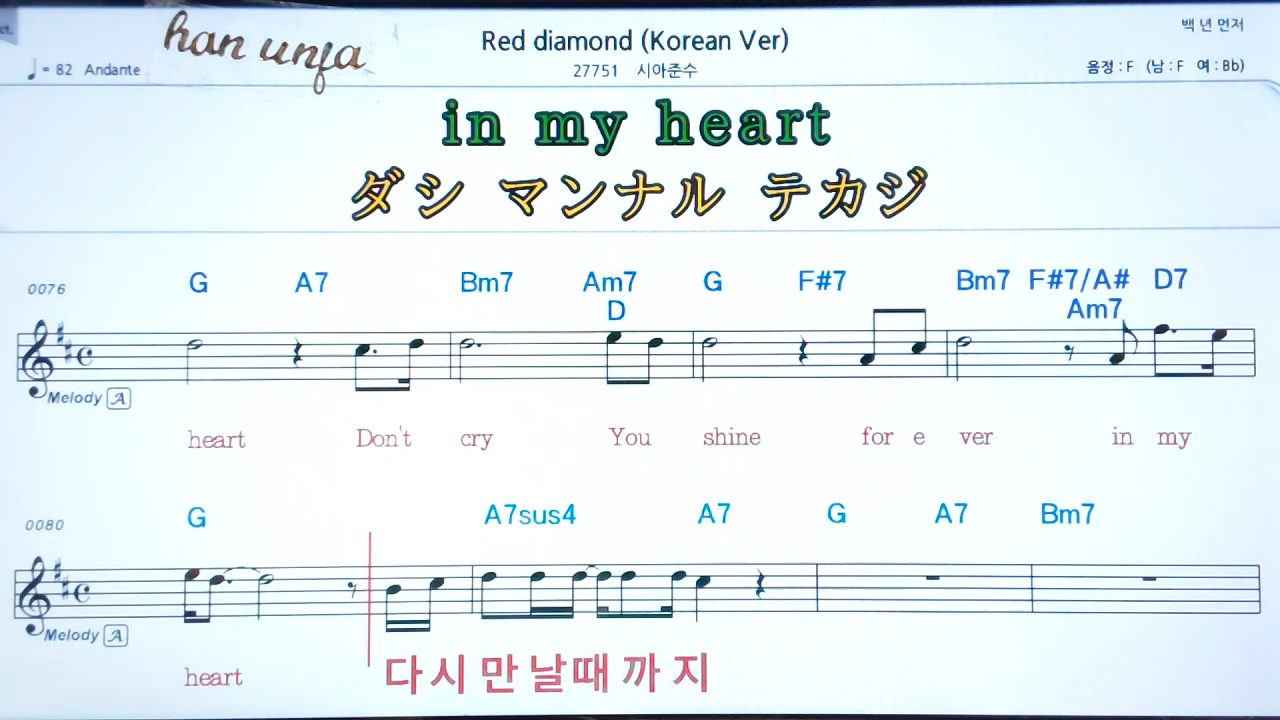 ct.
han unfa
Red diamond (Korean Ver)
백 년 먼저
♩ = 82 Andante
27751 시아준수
음정 : F (남 : F 여 : Bb)
in my heart
ダシ マンナル テカジ
0076 G A7 Bm7 Am7 G F#7 Bm7 F#7/A# D7
D Am7
Melody A
heart Don't cry You shine for e ver in my
0080 G A7sus4 A7 G A7 Bm7
Melody A
heart 다 시 만 날 때 까 지